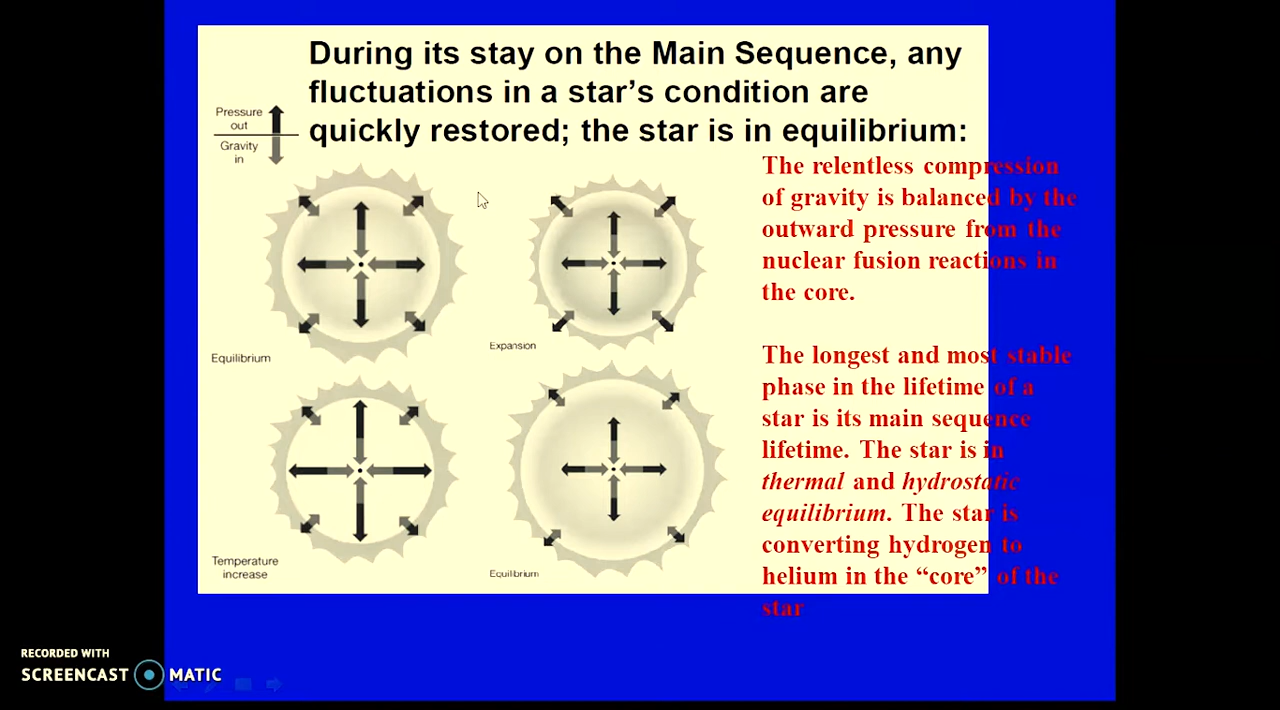 During its stay on the Main Sequence, any
fluctuations in a star’s condition are
quickly restored; the star is in equilibrium:
Pressure
out
Gravity
in
The relentless compression
of gravity is balanced by the
outward pressure from the
nuclear fusion reactions in
the core.
Equilibrium
Expansion
The longest and most stable
phase in the lifetime of a
star is its main sequence
lifetime. The star is in
thermal and hydrostatic
equilibrium. The star is
converting hydrogen to
helium in the “core” of the
star
Temperature
increase
Equilibrium
RECORDED WITH
SCREENCAST MATIC